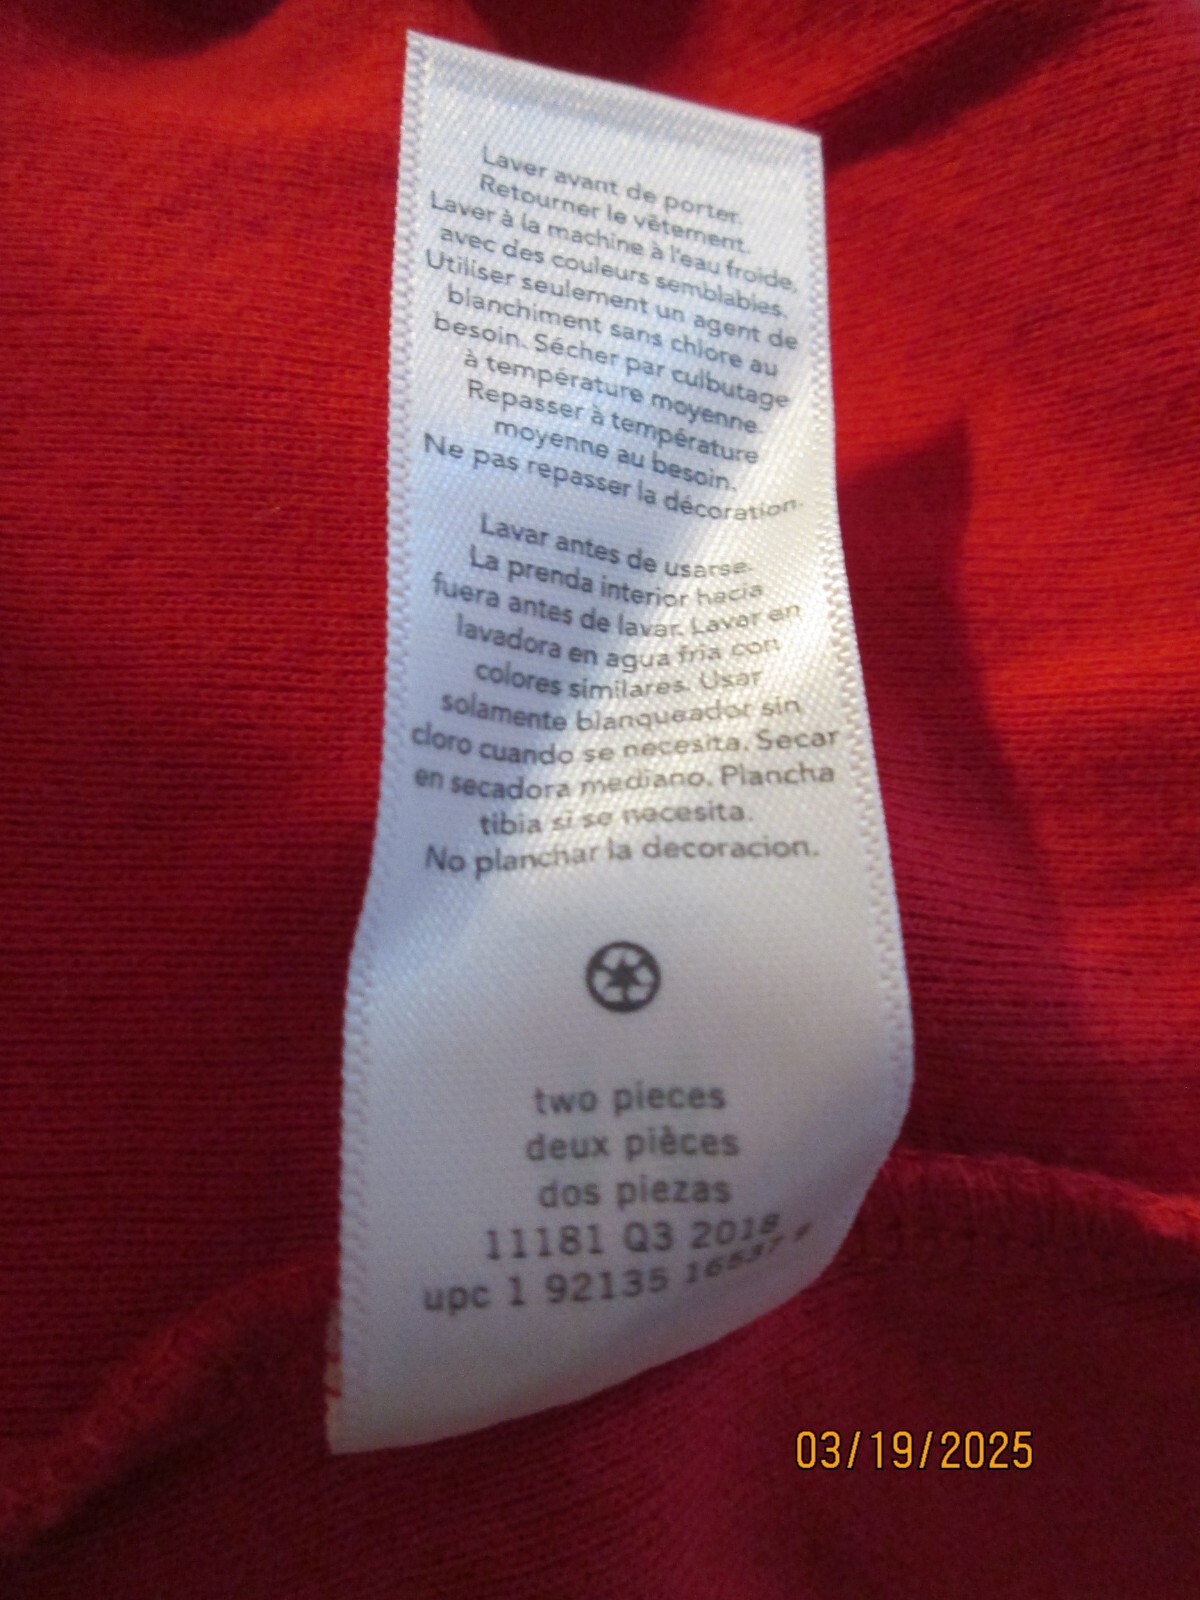 Laver avant de porter.
Retourner le vêtement.
Laver à la machine à l'eau froide,
avec des couleurs semblables.
Utiliser seulement un agent de
blanchiment sans chlore au
besoin. Sécher par culbutage
à température moyenne.
Repasser à température
moyenne au besoin.
Ne pas repasser la décoration.
Lavar antes de usarse.
La prenda interior hacia
fuera antes de lavar. Lavar en
lavadora en agua fria con
colores similares. Usar
solamente blanqueador sin
cloro cuando se necesita. Secar
en secadora mediano. Plancha
tibia si se necesita.
No planchar la decoracion.
two pieces
deux pièces
dos piezas
11181 Q3 2018
upc 1 92135 16537
03/19/2025